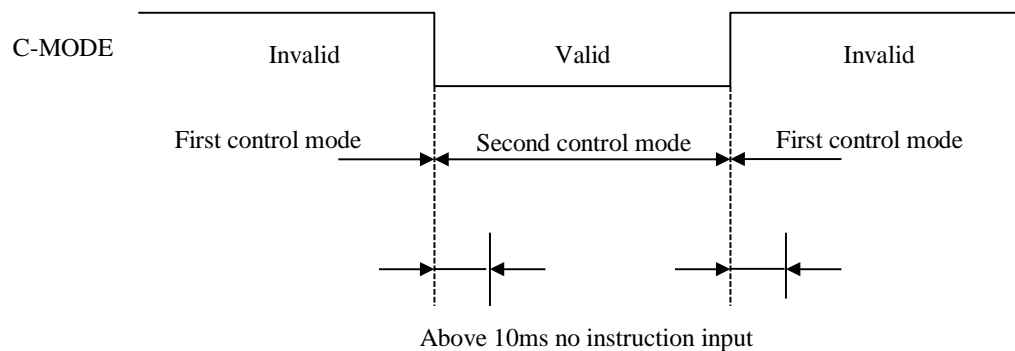 C-MODE
Invalid
Valid
Invalid
First control mode
Second control mode
First control mode
Above 10ms no instruction input